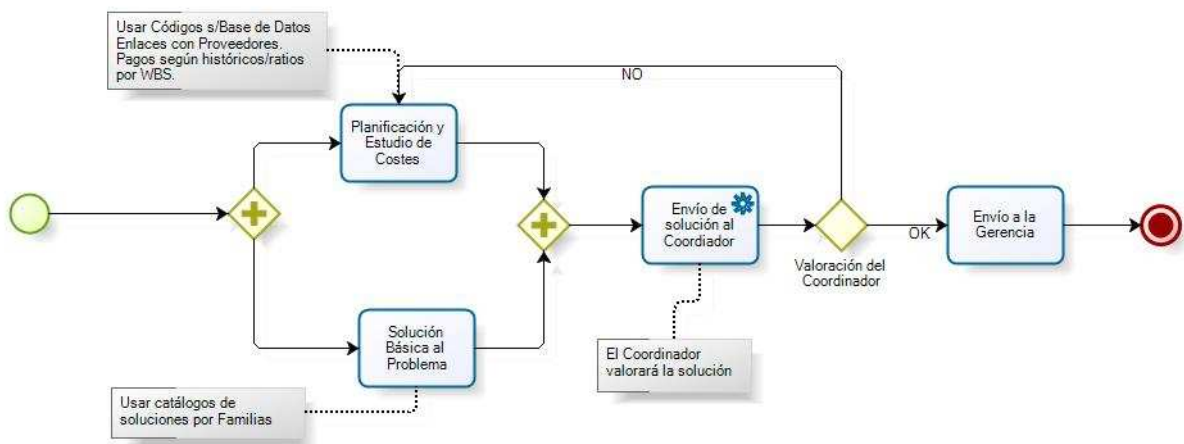 Usar Códigos s/Base de Datos
Enlaces con Proveedores.
Pagos según históricos/ratios
por WBS.
NO
Planificación y
Estudio de
Costes
Envío de
solución al
Coordiador
OK
Envío a la
Gerencia
Valoración del
Coordinador
Solución
Básica al
Problema
El Coordinador
valorará la solución
Usar catálogos de
soluciones por Familias